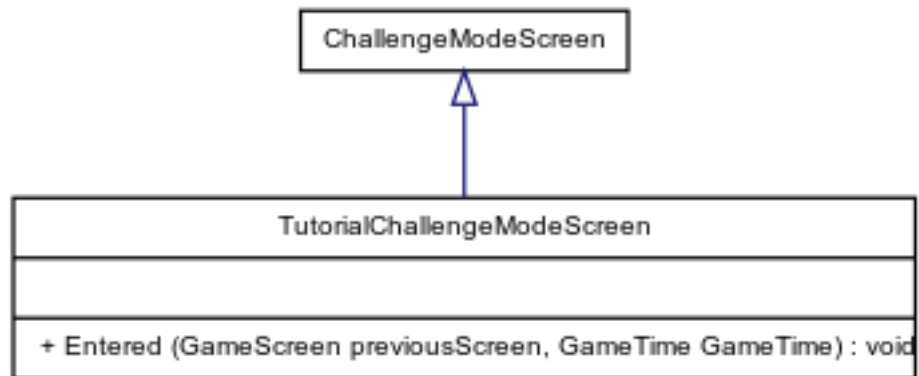 ChallengeModeScreen
TutorialChallengeModeScreen
+ Entered (GameScreen previousScreen, GameTime GameTime) : void